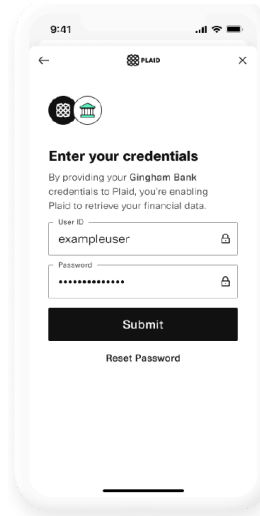 9:41
PLAID
Enter your credentials
By providing your Gingham Bank
credentials to Plaid, you're enabling
Plaid to retrieve your financial data.
User ID
exampleuser
Password
••••••••••••••
Submit
Reset Password